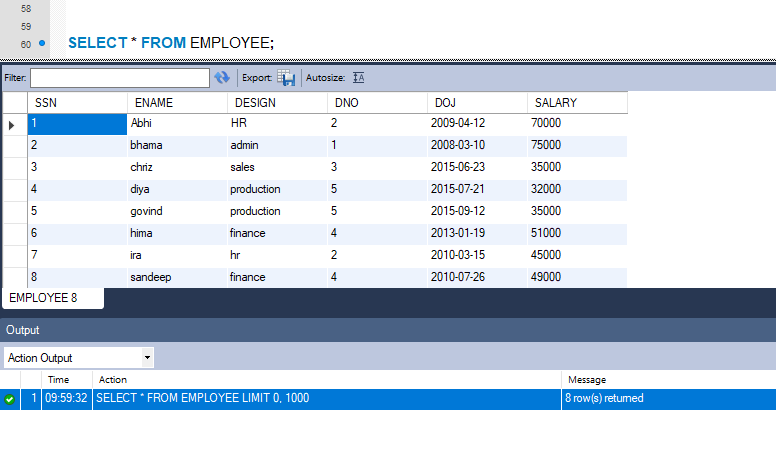 58
59
60 SELECT * FROM EMPLOYEE;
Filter: Export: Autosize:
SSN ENAME DESIGN DNO DOJ SALARY
1 Abhi HR 2 2009-04-12 70000
2 bhama admin 1 2008-03-10 75000
3 chriz sales 3 2015-06-23 35000
4 diya production 5 2015-07-21 32000
5 govind production 5 2015-09-12 35000
6 hima finance 4 2013-01-19 51000
7 ira hr 2 2010-03-15 45000
8 sandeep finance 4 2010-07-26 49000
EMPLOYEE 8
Output
Action Output
Time Action Message
1 09:59:32 SELECT * FROM EMPLOYEE LIMIT 0, 1000 8 row(s) returned